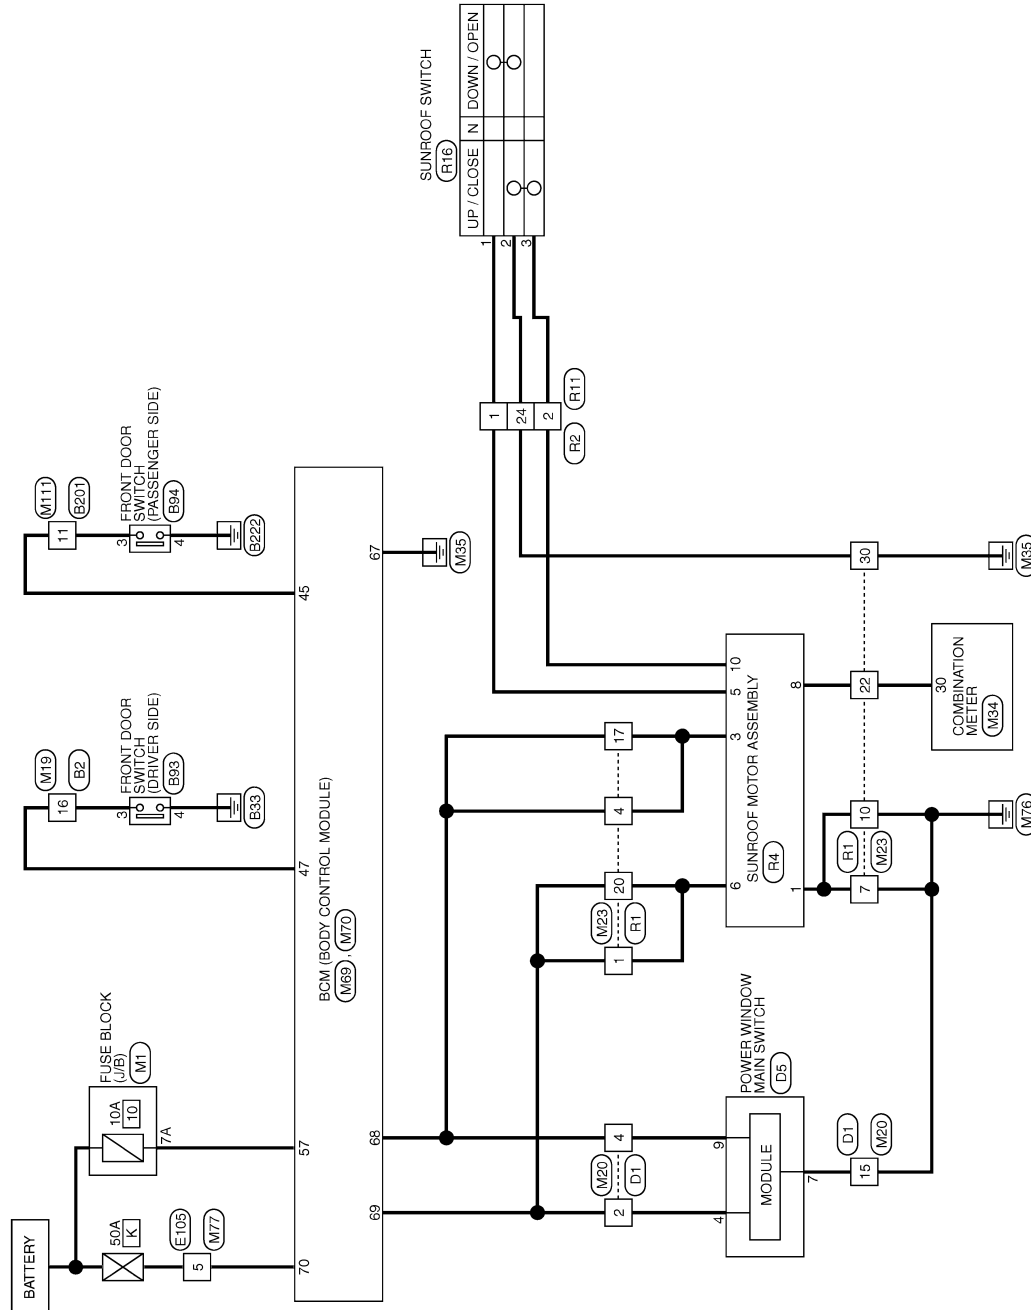 SUNROOF SWITCH
R16
UP / CLOSE
N
DOWN / OPEN
1
2
3
1
24
2
R2
R11
M111
B201
11
FRONT DOOR
SWITCH
(PASSENGER SIDE)
B94
3
4
B222
45
67
M35
M19
B2
16
FRONT DOOR
SWITCH
(DRIVER SIDE)
B93
3
4
B33
47
BCM (BODY CONTROL MODULE)
M69 , M70
FUSE BLOCK
(J/B)
M1
10A
10
7A
57
68
69
70
BATTERY
50A
K
E105
M77
5
17
4
20
1
M23
R1
10
5
3
6
SUNROOF MOTOR ASSEMBLY
R4
8
1
30
M35
22
30
COMBINATION
METER
M34
10
R1
M23
7
M76
4
M20
D1
2
POWER WINDOW
MAIN SWITCH
D5
9
4
MODULE
7
D1
M20
15